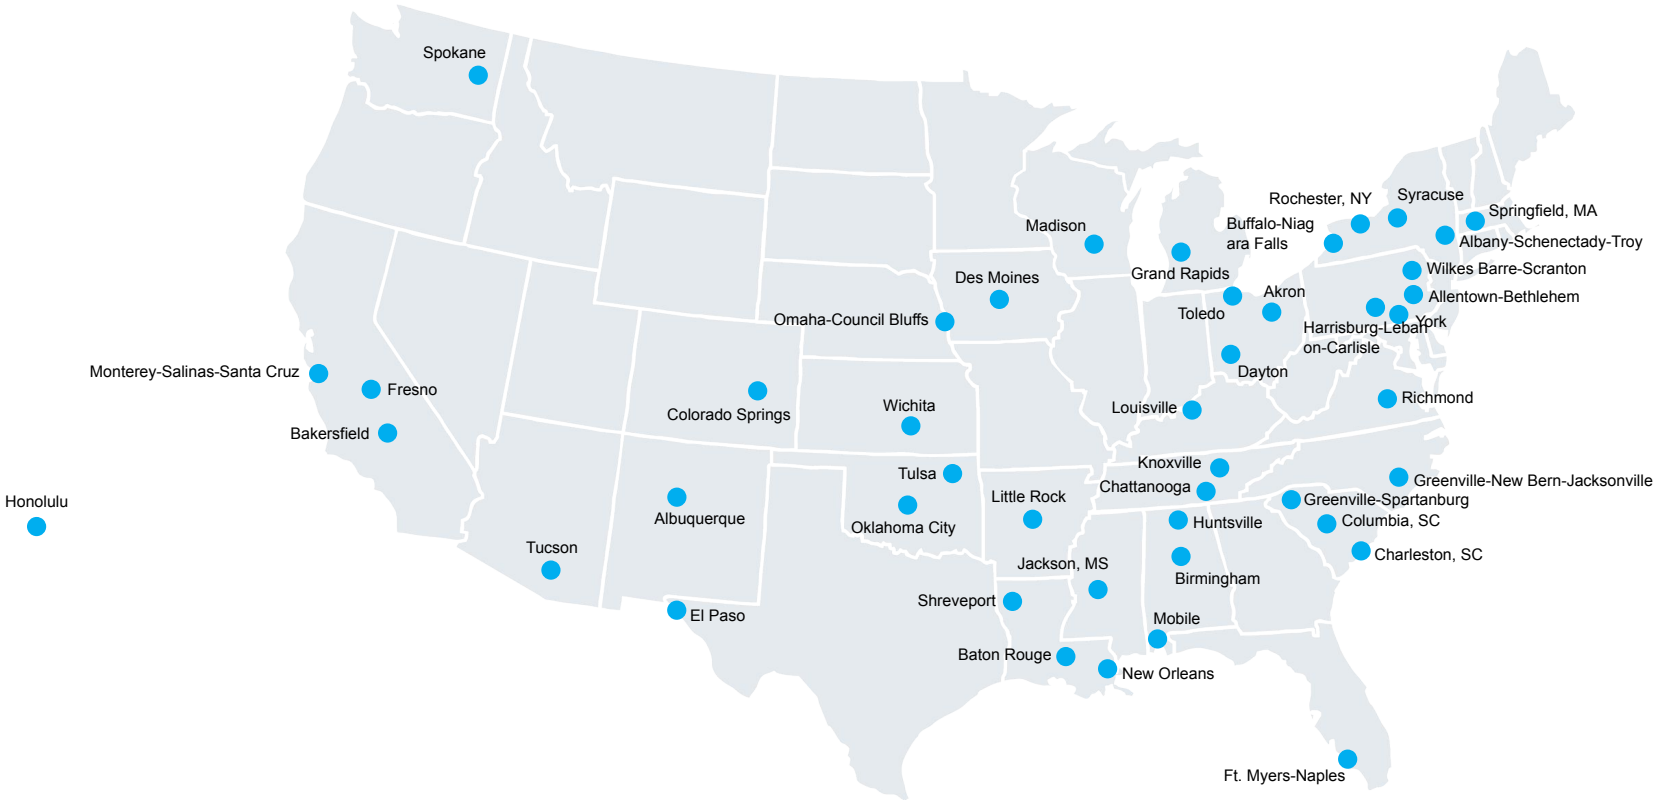 Spokane
Rochester, NY
Syracuse
Springfield, MA
Madison
Buffalo-Niag
ara Falls
Albany-Schenectady-Troy
Grand Rapids
Wilkes Barre-Scranton
Des Moines
Akron
Allentown-Bethlehem
Toledo
Omaha-Council Bluffs
York
Harrisburg-Leban
on-Carlisle
Monterey-Salinas-Santa Cruz
Dayton
Fresno
Colorado Springs
Wichita
Louisville
Richmond
Bakersfield
Knoxville
Tulsa
Chattanooga
Greenville-New Bern-Jacksonville
Honolulu
Little Rock
Greenville-Spartanburg
Albuquerque
Oklahoma City
Huntsville
Columbia, SC
Tucson
Jackson, MS
Charleston, SC
Birmingham
Shreveport
El Paso
Mobile
Baton Rouge
New Orleans
Ft. Myers-Naples